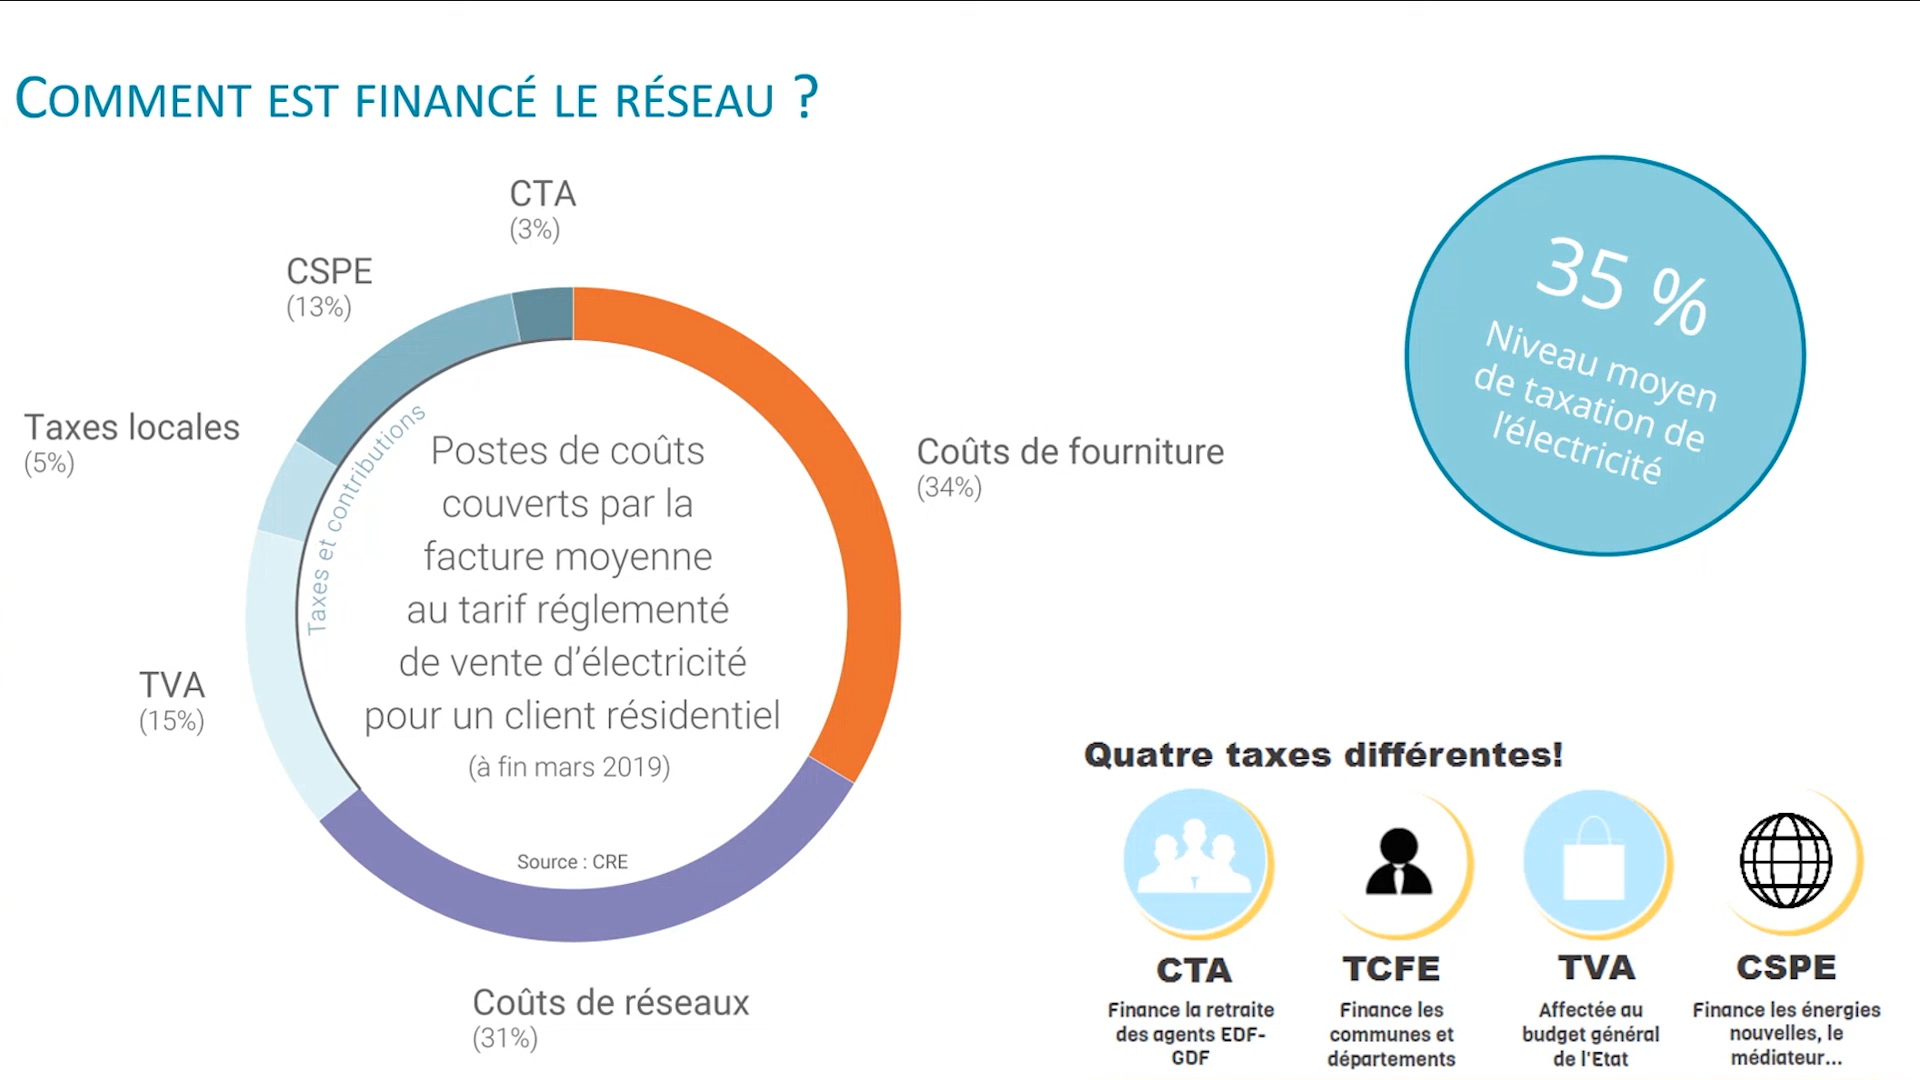 COMMENT EST FINANCÉ LE RÉSEAU ?
CTA
(3%)
CSPE
(13%)
Taxes locales
(5%)
TVA
(15%)
Taxes et contributions
Postes de coûts
couverts par la
facture moyenne
au tarif réglementé
de vente d’électricité
pour un client résidentiel
(à fin mars 2019)
Source : CRE
Coûts de fourniture
(34%)
Coûts de réseaux
(31%)
35 %
Niveau moyen
de taxation de
l’électricité
Quatre taxes différentes!
CTA
Finance la retraite
des agents EDF-
GDF
TCFE
Finance les
communes et
départements
TVA
Affectée au
budget général
de l'Etat
CSPE
Finance les énergies
nouvelles, le
médiateur...